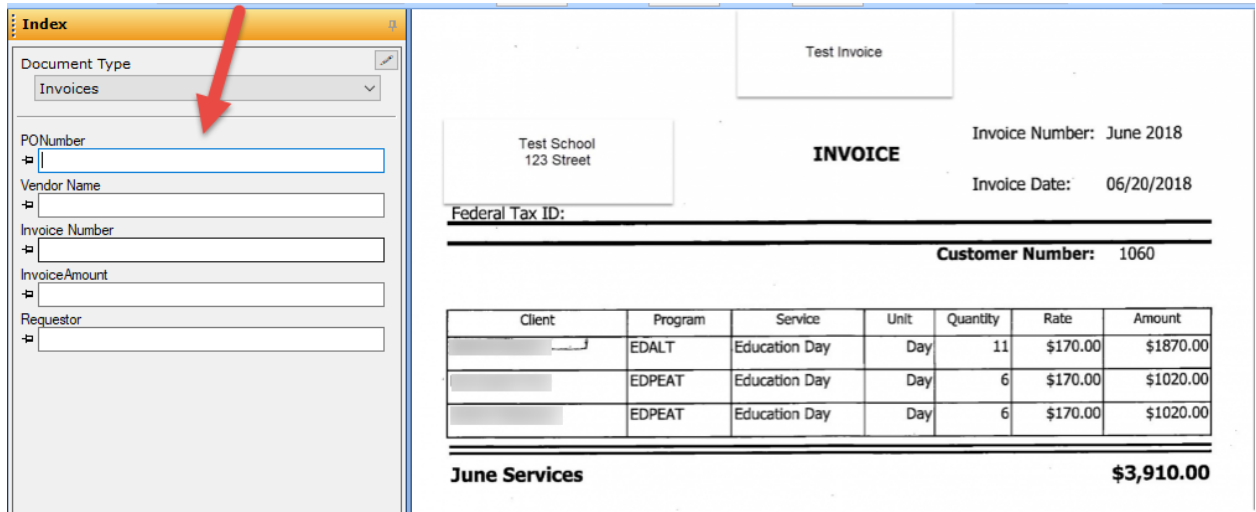 Index
Document Type
Invoices
PONumber
Vendor Name
Invoice Number
InvoiceAmount
Requestor
Test Invoice
Test School
123 Street
INVOICE
Invoice Number: June 2018
Invoice Date: 06/20/2018
Federal Tax ID:
Customer Number: 1060
Client Program Service Unit Quantity Rate Amount
EDALT Education Day Day 11 $170.00 $1870.00
EDPEAT Education Day Day 6 $170.00 $1020.00
EDPEAT Education Day Day 6 $170.00 $1020.00
June Services $3,910.00